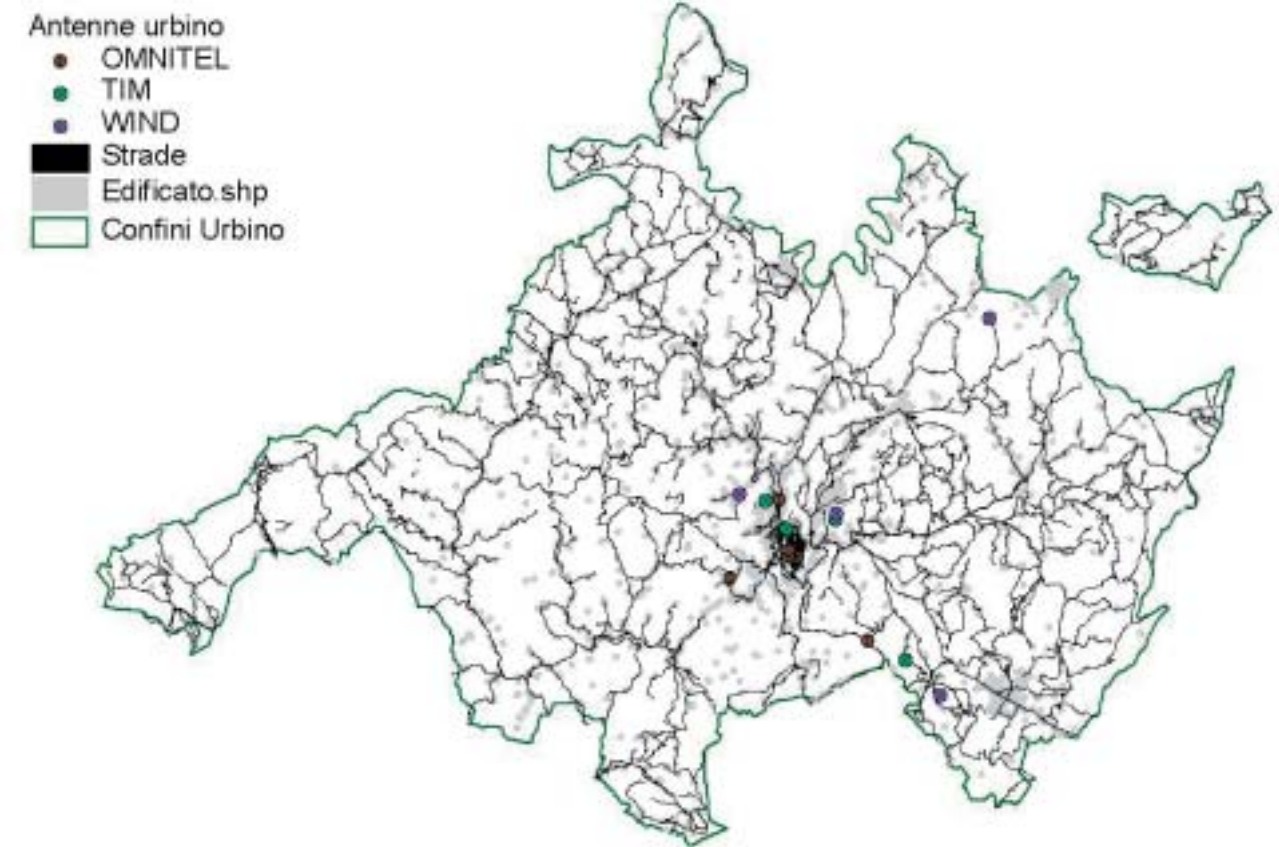 Antenne urbino
OMNITEL
TIM
WIND
Strade
Edificato.shp
Confini Urbino